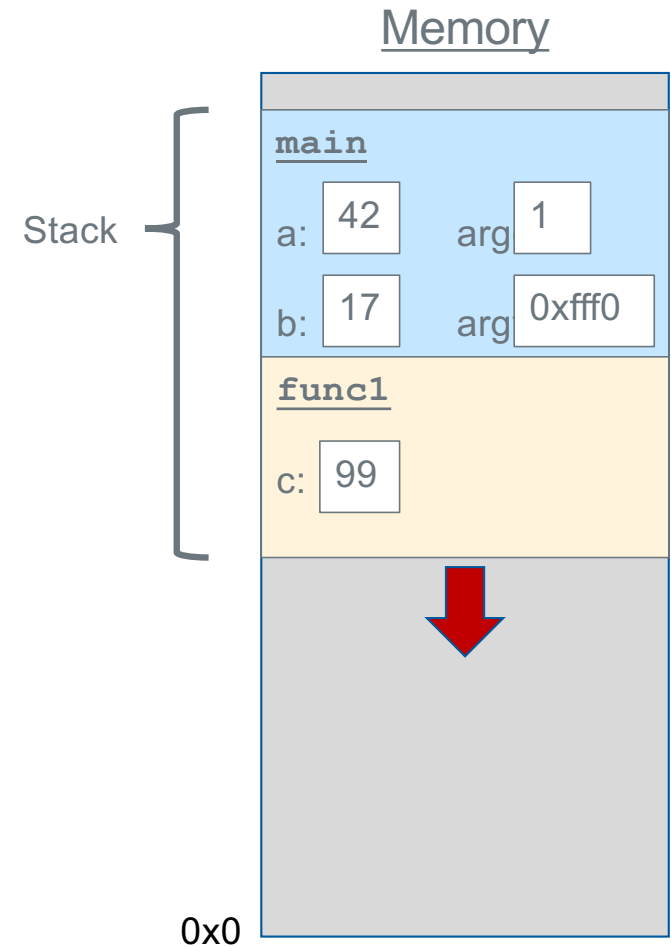 Memory
main
Stack
a: 42 arg 1
b: 17 arg 0xfff0
func1
c: 99
0x0